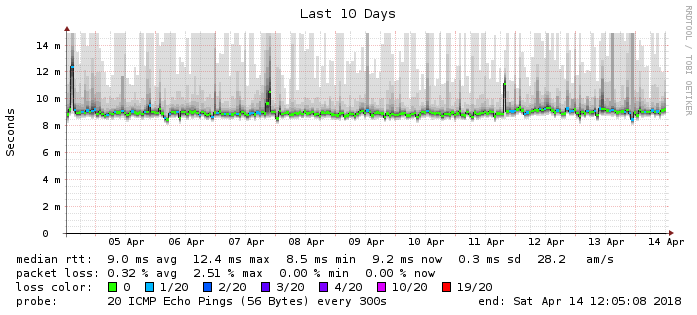 Last 10 Days
RRDTOOL / TOBI OETIKER
Seconds
14 m
12 m
10 m
8 m
6 m
4 m
2 m
0
05 Apr 06 Apr 07 Apr 08 Apr 09 Apr 10 Apr 11 Apr 12 Apr 13 Apr 14 Apr
median rtt: 9.0 ms avg 12.4 ms max 8.5 ms min 9.2 ms now 0.3 ms sd 28.2 am/s
packet loss: 0.32 % avg 2.51 % max 0.00 % min 0.00 % now
loss color: 0 1/20 2/20 3/20 4/20 10/20 19/20
probe: 20 ICMP Echo Pings (56 Bytes) every 300s end: Sat Apr 14 12:05:08 2018